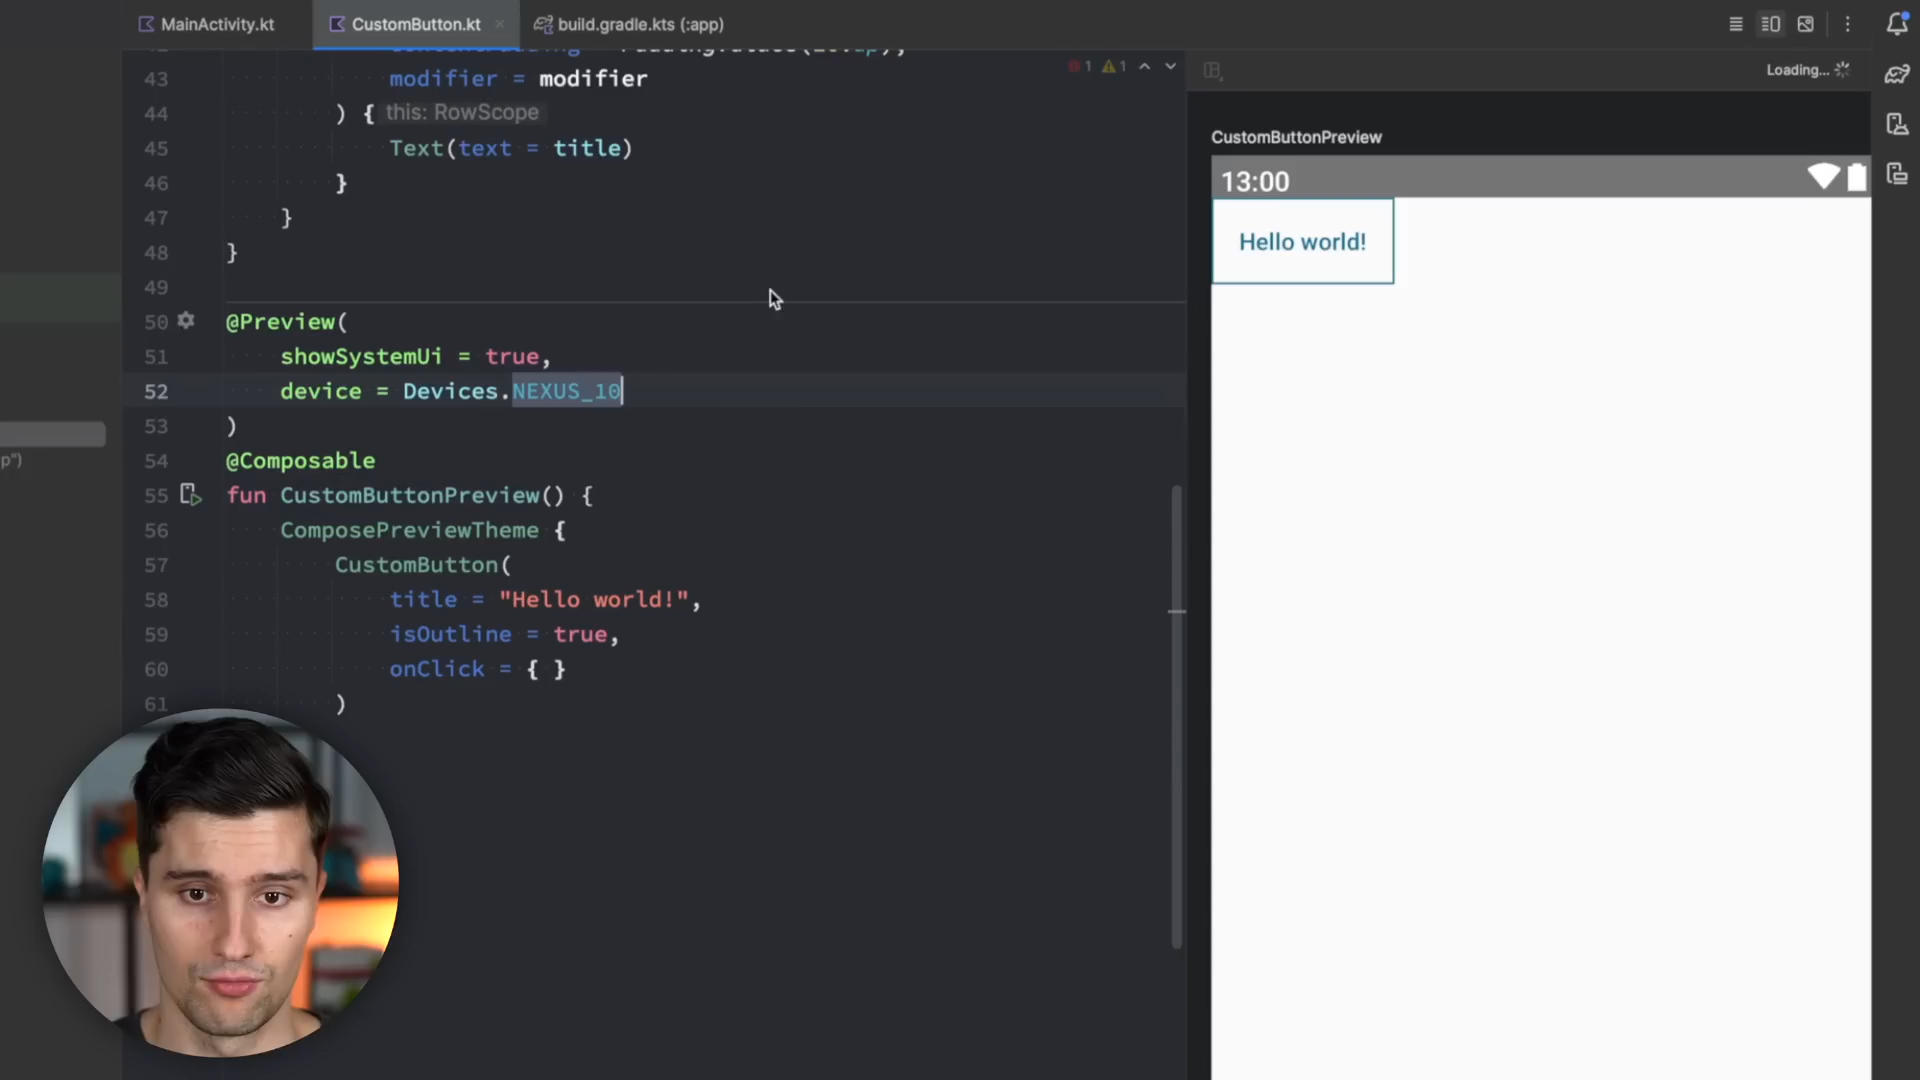 MainActivity.kt
CustomButton.kt
build.gradle.kts (:app)
43 modifier = modifier
44 ) { this: RowScope
45 Text(text = title)
46 }
47 }
48 }
49
50 @Preview(
51 showSystemUi = true,
52 device = Devices.NEXUS_10
53 )
54 @Composable
55 fun CustomButtonPreview() {
56 ComposePreviewTheme {
57 CustomButton(
58 title = "Hello world!",
59 isOutline = true,
60 onClick = { }
61 )
p")
1 1
Loading...
CustomButtonPreview
13:00
Hello world!